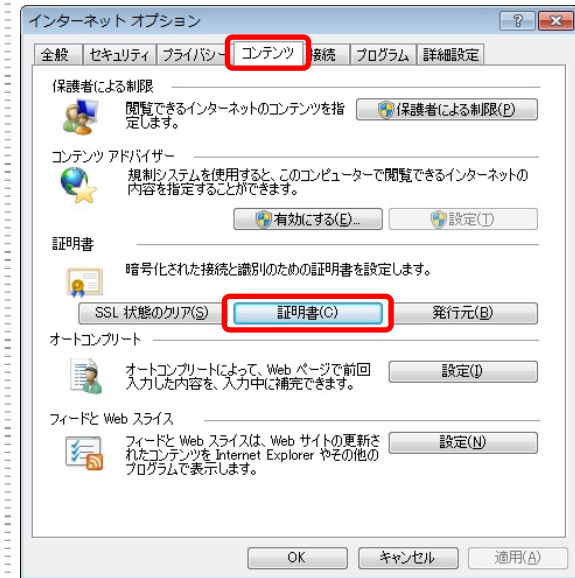 インターネット オプション
全般 セキュリティ プライバシー コンテンツ 接続 プログラム 詳細設定
保護者による制限
閲覧できるインターネットのコンテンツを指
定します。
保護者による制限(P)
コンテンツ アドバイザー
規制システムを使用すると、このコンピューターで閲覧できるインターネットの
内容を指定することができます。
有効にする(E)... 設定(T)
証明書
暗号化された接続と識別のための証明書を設定します。
SSL 状態のクリア(S) 証明書(C) 発行元(B)
オートコンプリート
オートコンプリートによって、Web ページで前回
入力した内容を、入力中に補完できます。
設定(I)
フィードと Web スライス
フィードと Web スライスは、Web サイトの更新さ
れたコンテンツを Internet Explorer やその他の
プログラムで表示します。
設定(N)
OK キャンセル 適用(A)